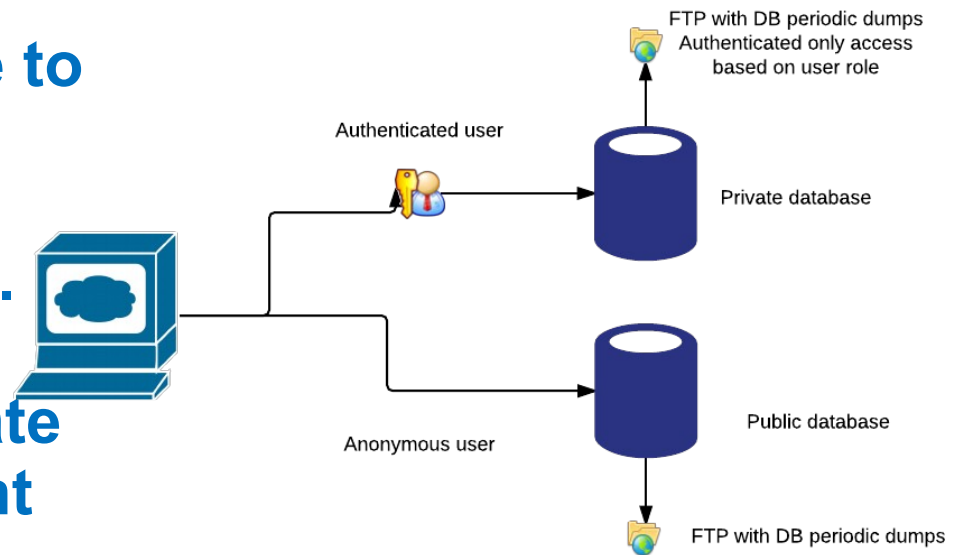 e to
.
ate
nt
FTP with DB periodic dumps
Authenticated only access
based on user role
Authenticated user
Private database
Public database
Anonymous user
FTP with DB periodic dumps